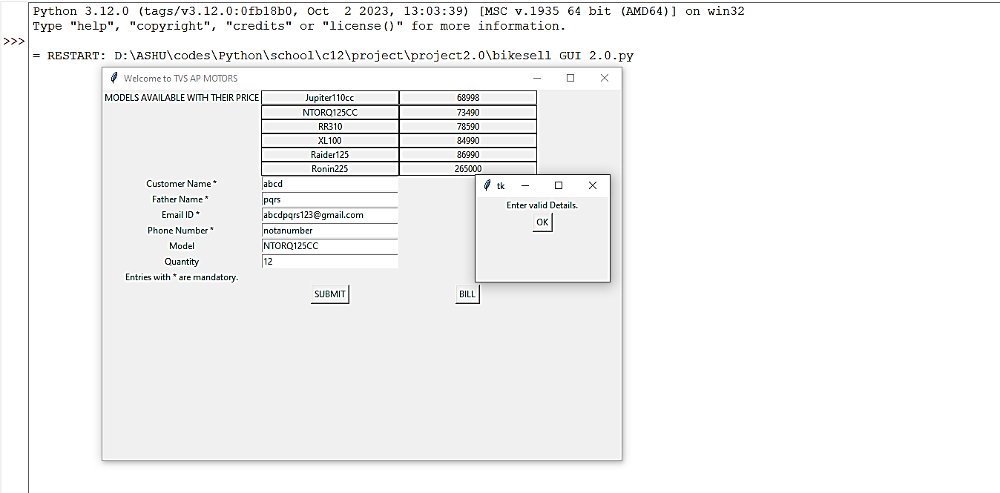 Python 3.12.0 (tags/v3.12.0:0fb18b0, Oct  2 2023, 13:03:39) [MSC v.1935 64 bit (AMD64)] on win32
Type "help", "copyright", "credits" or "license()" for more information.
>>>
= RESTART: D:\ASHU\codes\Python\school\c12\project\project2.0\bikesell GUI 2.0.py
Welcome to TVS AP MOTORS
MODELS AVAILABLE WITH THEIR PRICE Jupiter110cc 68998
NTORQ125CC 73490
RR310 78590
XL100 84990
Raider125 86990
Ronin225 265000
Customer Name * abcd
Father Name * pqrs
Email ID * abcdpqrs123@gmail.com
Phone Number * notanumber
Model NTORQ125CC
Quantity 12
Entries with * are mandatory.
SUBMIT BILL
tk
Enter valid Details.
OK